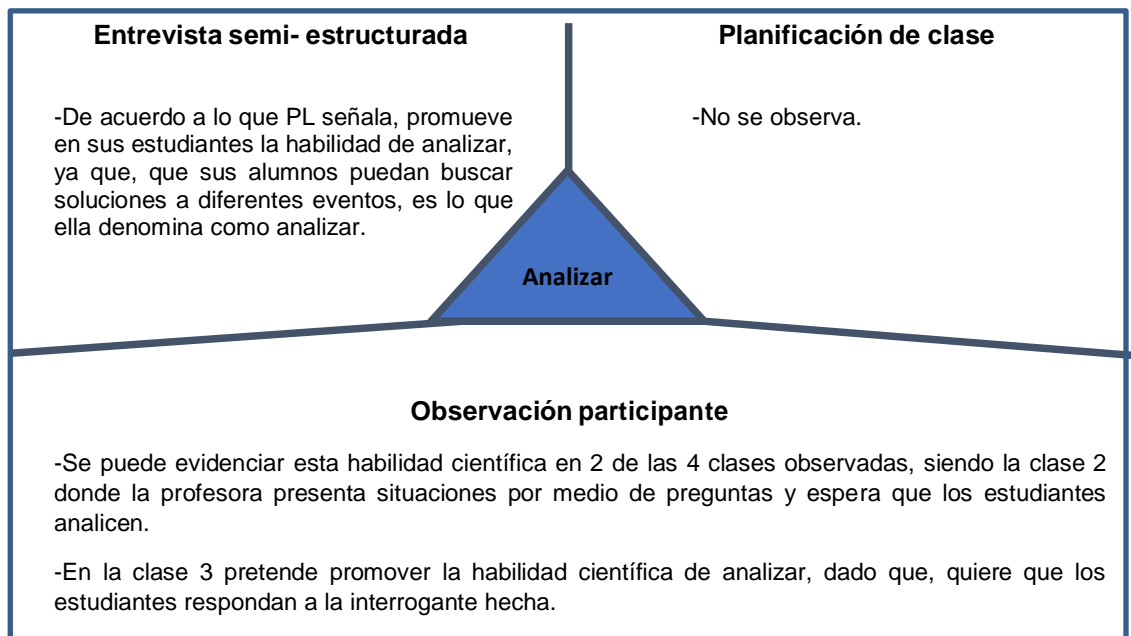 Entrevista semi- estructurada
-De acuerdo a lo que PL señala, promueve
en sus estudiantes la habilidad de analizar,
ya que, que sus alumnos puedan buscar
soluciones a diferentes eventos, es lo que
ella denomina como analizar.
Planificación de clase
-No se observa.
Analizar
Observación participante
-Se puede evidenciar esta habilidad científica en 2 de las 4 clases observadas, siendo la clase 2
donde la profesora presenta situaciones por medio de preguntas y espera que los estudiantes
analicen.
-En la clase 3 pretende promover la habilidad científica de analizar, dado que, quiere que los
estudiantes respondan a la interrogante hecha.